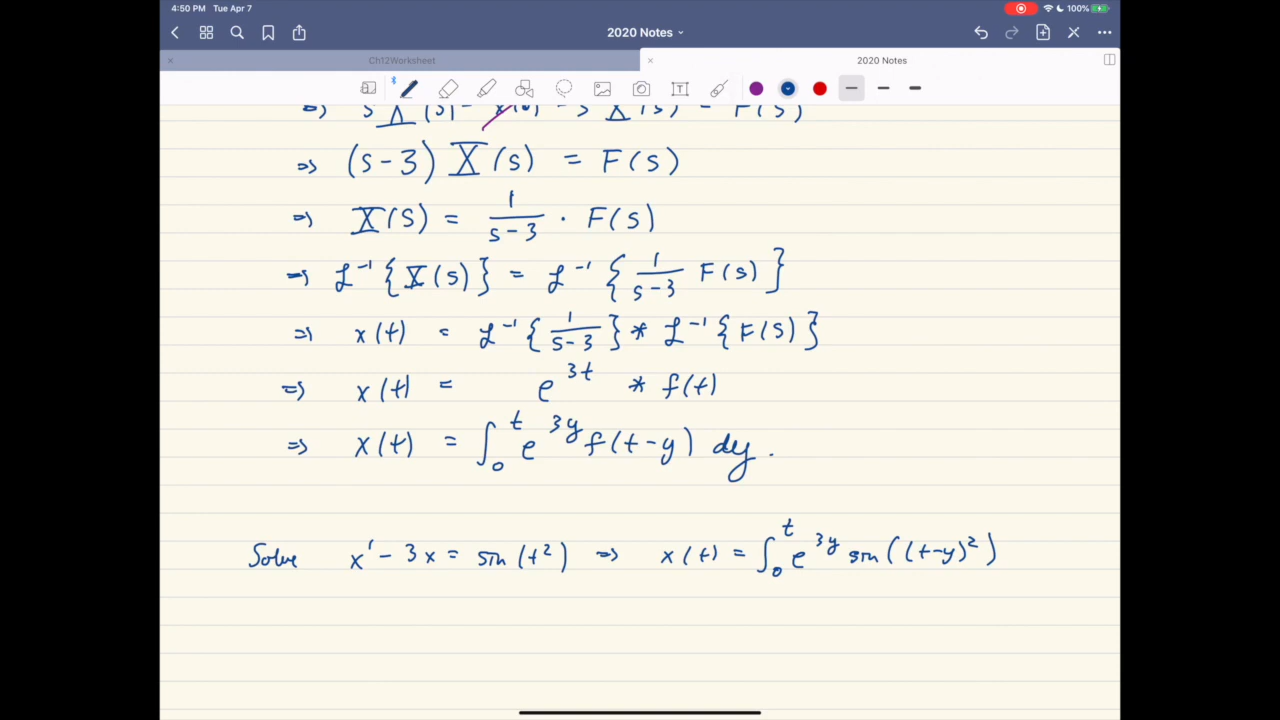 4:50 PM Tue Apr 7
100%
2020 Notes
Ch12Worksheet
2020 Notes
⇒ (s-3) X(s) = F(s)
⇒ X(s) = 1/(s-3) · F(s)
⇒ ℒ⁻¹{X(s)} = ℒ⁻¹{1/(s-3) F(s)}
⇒ x(t) = ℒ⁻¹{1/(s-3)} * ℒ⁻¹{F(s)}
⇒ x(t) = e^{3t} * f(t)
⇒ x(t) = ∫₀ᵗ e^{3y} f(t-y) dy.
Solve x' - 3x = sin(t²) ⇒ x(t) = ∫₀ᵗ e^{3y} sin((t-y)²)